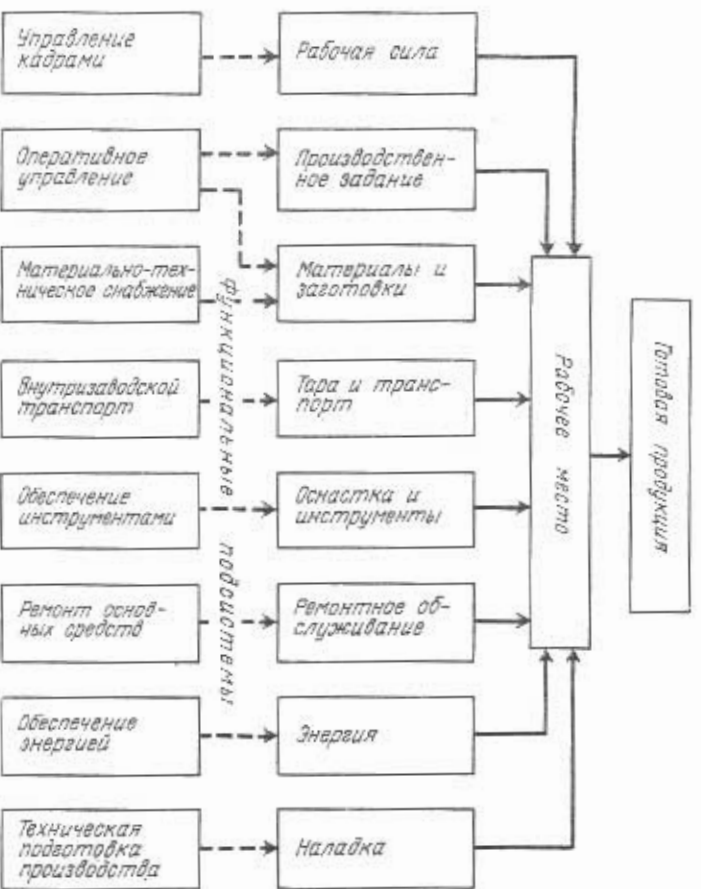 Управление
кадрами
Рабочая сила
Оперативное
управление
Производствен-
ное задание
Материально-тех-
ническое снабжение
Материалы и
заготовки
Внутризаводской
транспорт
Тара и транс-
порт
Обеспечение
инструментами
Оснастка и
инструменты
Ремонт основ-
ных средств
Ремонтное об-
служивание
Обеспечение
энергией
Энергия
Техническая
подготовка
производства
Наладка
Функциональные подсистемы
Рабочее место
Готовая продукция